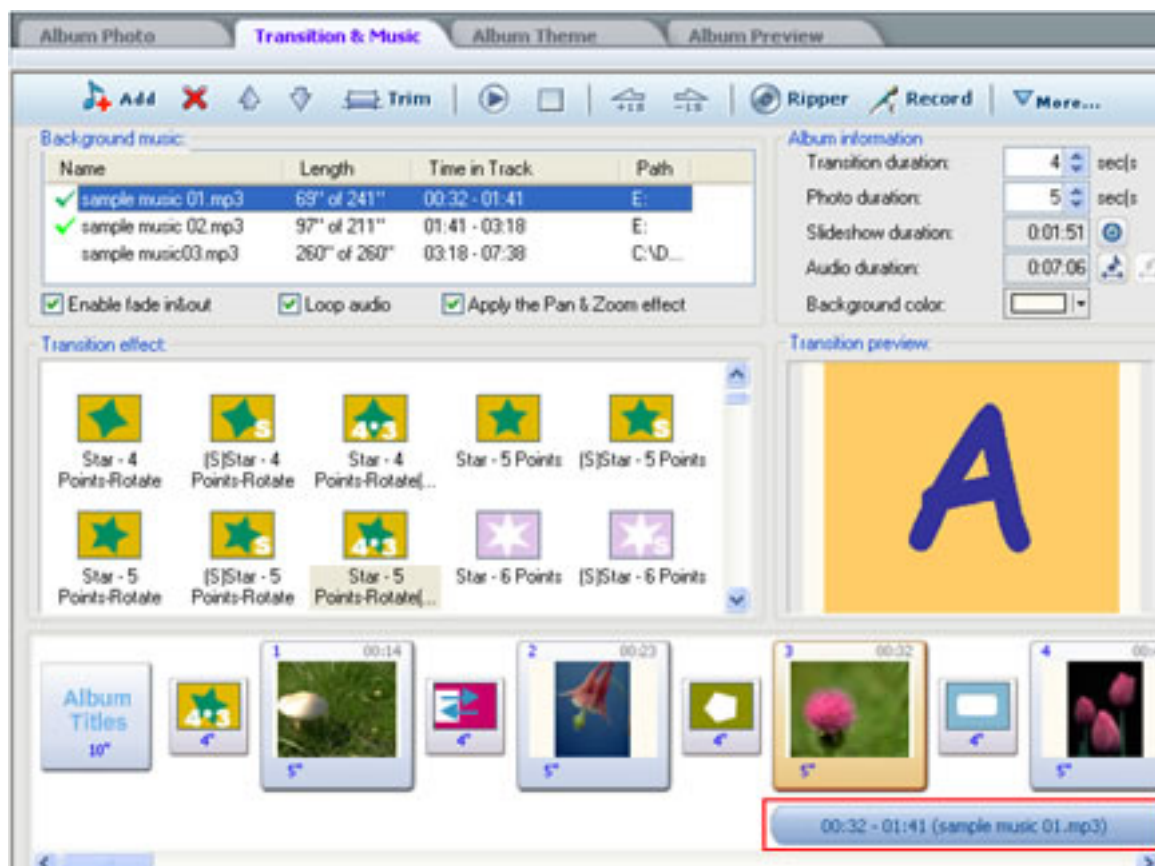 Album Photo
Transition & Music
Album Theme
Album Preview
Add
Trim
+1s
-1s
Ripper
Record
More...
Background music:
Name Length Time in Track Path
sample music 01.mp3 69" of 241" 00:32 - 01:41 E:
sample music 02.mp3 97" of 211" 01:41 - 03:18 E:
sample music03.mp3 260" of 260" 03:18 - 07:38 C:\D...
Enable fade in&out
Loop audio
Apply the Pan & Zoom effect
Album information
Transition duration: 4 sec(s
Photo duration: 5 sec(s
Slideshow duration: 0:01:51
Audio duration: 0:07:06
Background color:
Transition effect:
Star - 4
Points-Rotate
S
(S)Star - 4
Points-Rotate
4:3
Star - 4
Points-Rotate(...
Star - 5 Points
S
(S)Star - 5 Points
Star - 5
Points-Rotate
S
(S)Star - 5
Points-Rotate
4:3
Star - 5
Points-Rotate(...
Star - 6 Points
S
(S)Star - 6 Points
Transition preview:
A
Album
Titles
10"
4:3
4"
1 00:14
5"
4"
2 00:23
5"
4"
3 00:32
5"
4"
4
5"
00:32 - 01:41 (sample music 01.mp3)